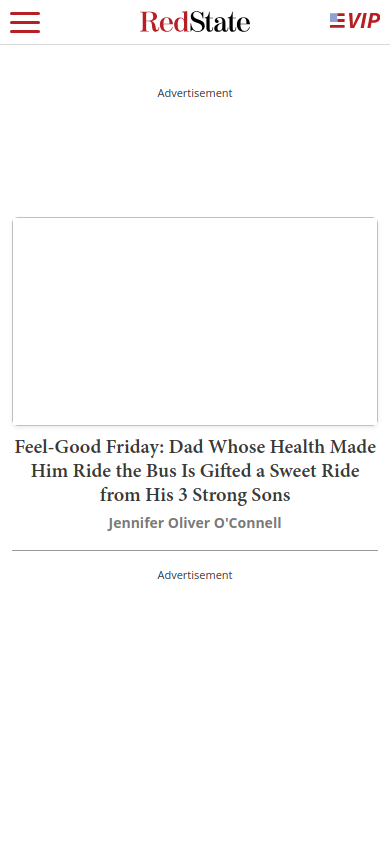 RedState
VIP
Advertisement
Feel-Good Friday: Dad Whose Health Made
Him Ride the Bus Is Gifted a Sweet Ride
from His 3 Strong Sons
Jennifer Oliver O'Connell
Advertisement